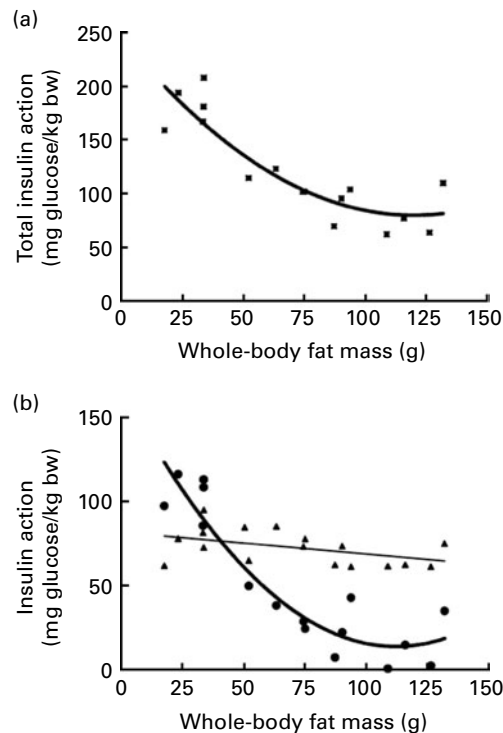 (a)
Total insulin action
(mg glucose/kg bw)
250
200
150
100
50
0
0 25 50 75 100 125 150
Whole-body fat mass (g)
(b)
Insulin action
(mg glucose/kg bw)
150
100
50
0
0 25 50 75 100 125 150
Whole-body fat mass (g)